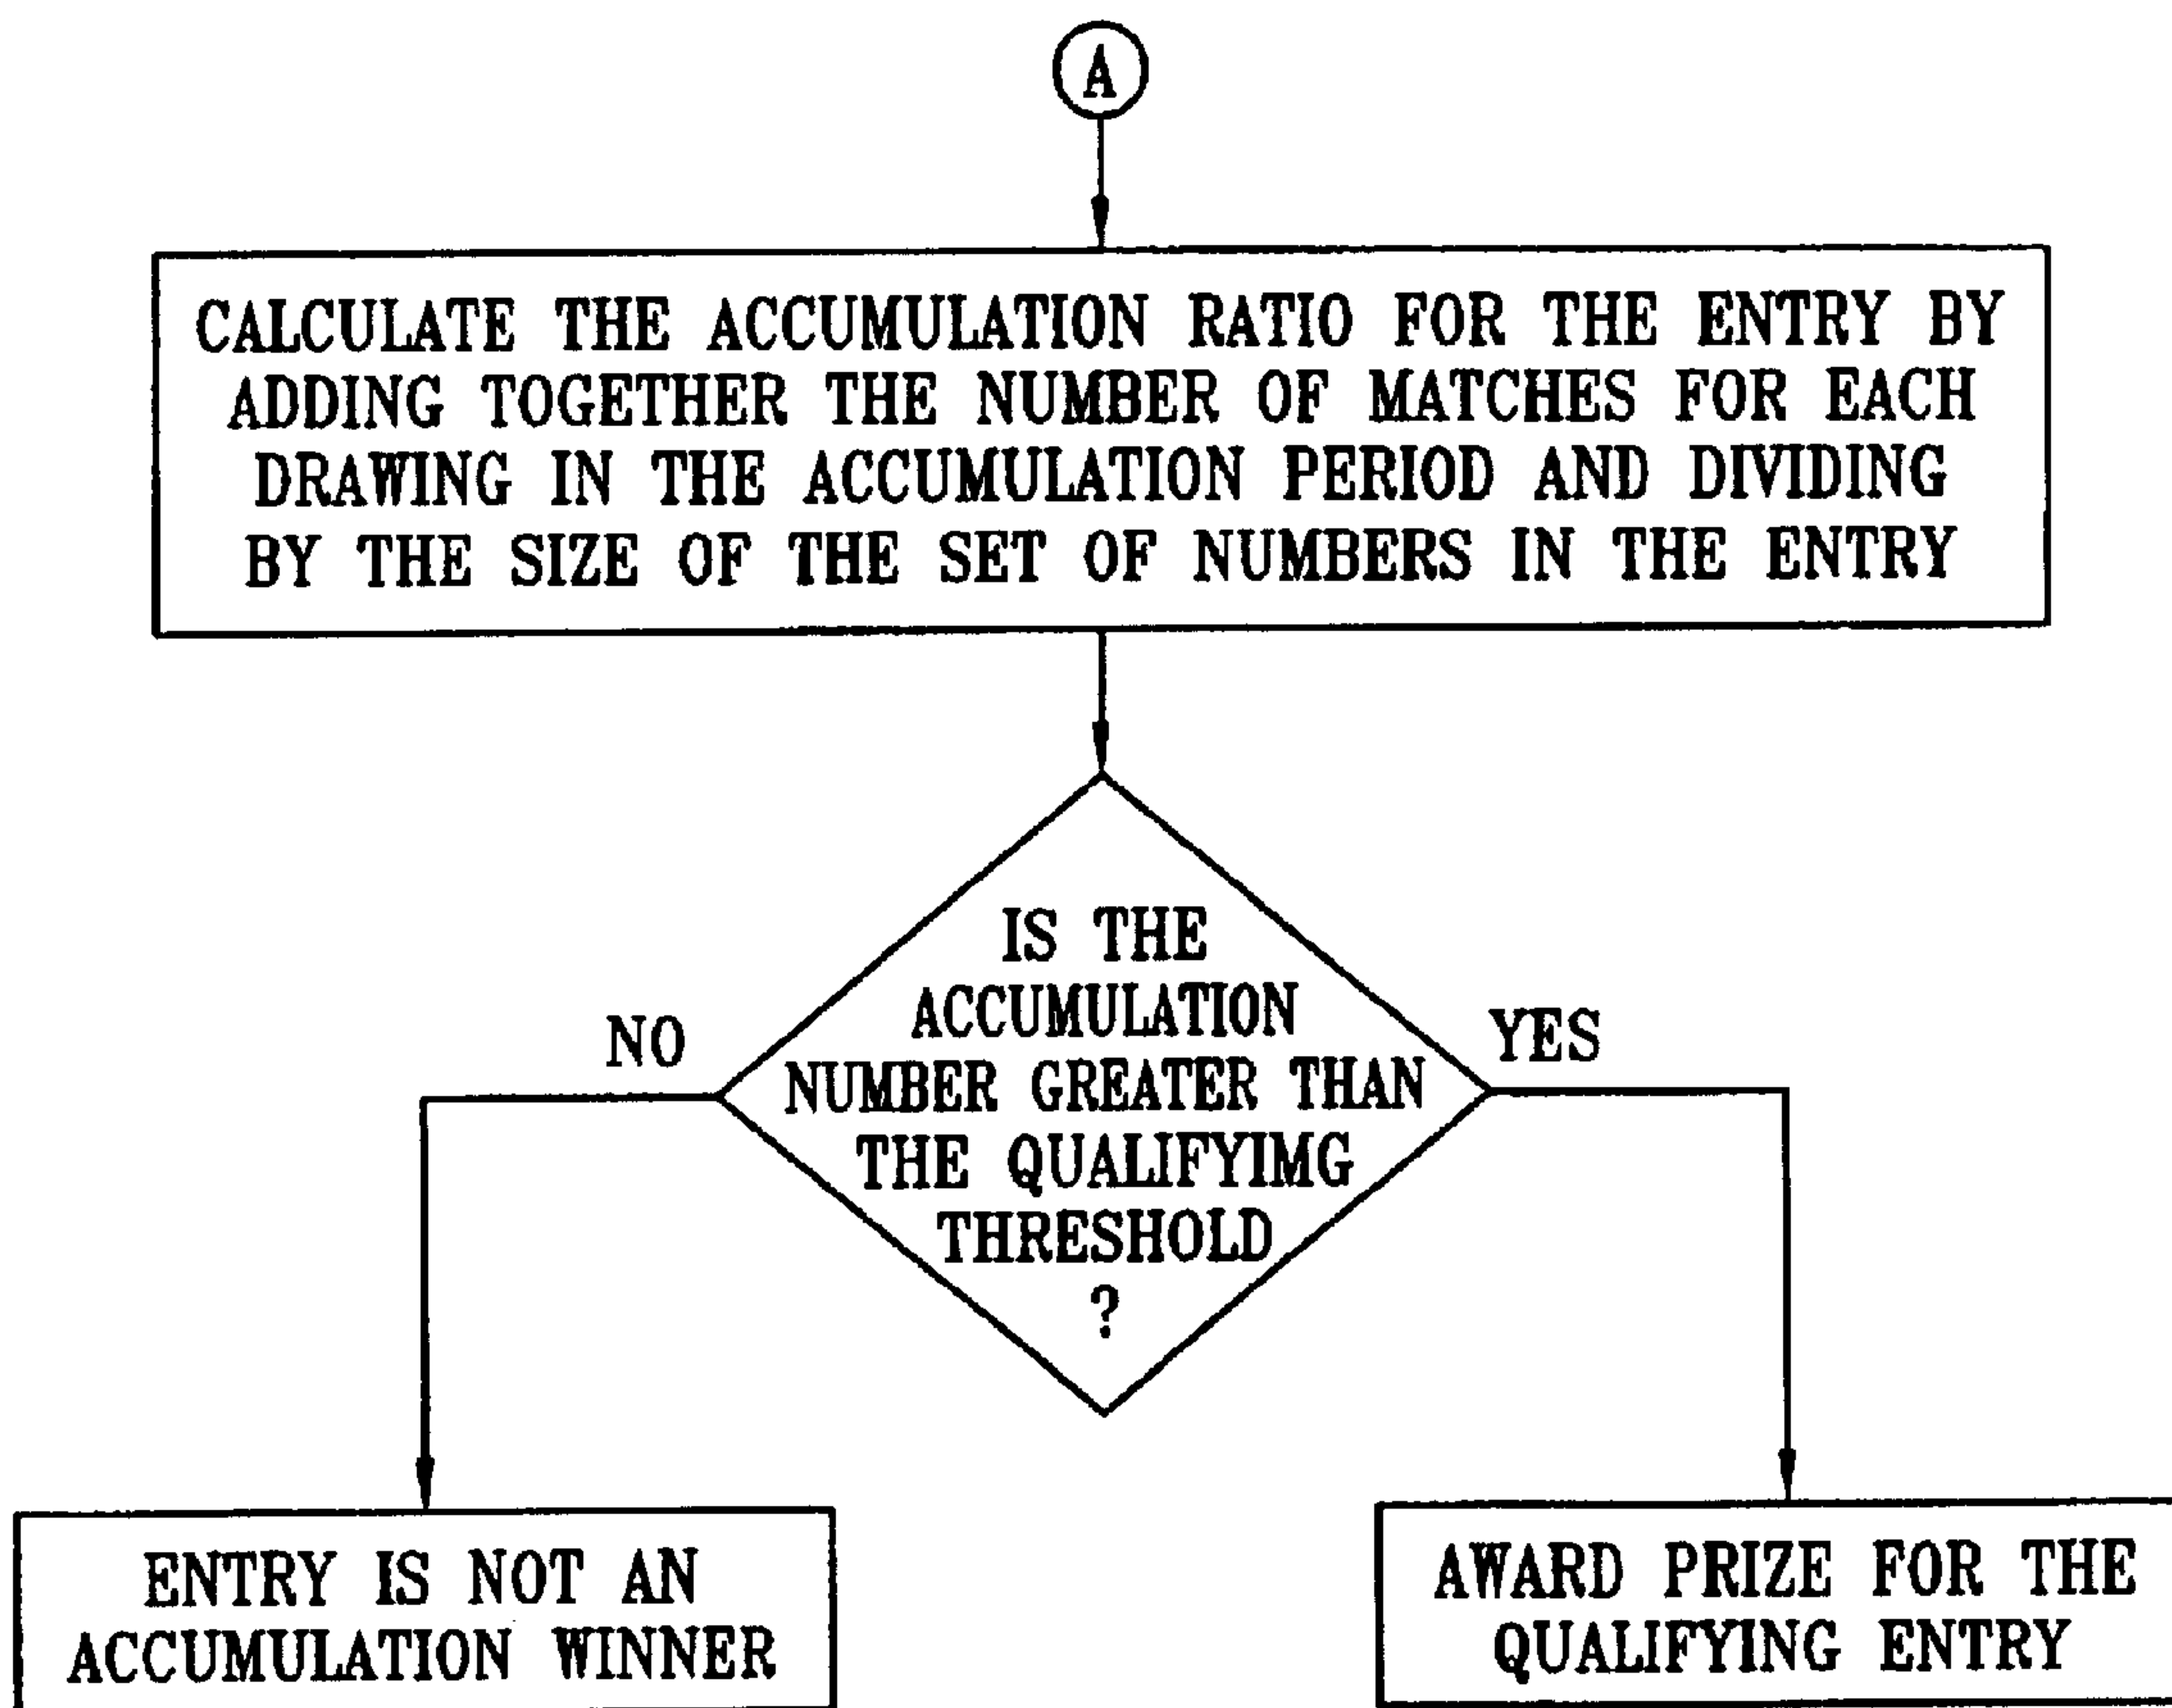 A
CALCULATE THE ACCUMULATION RATIO FOR THE ENTRY BY
ADDING TOGETHER THE NUMBER OF MATCHES FOR EACH
DRAWING IN THE ACCUMULATION PERIOD AND DIVIDING
BY THE SIZE OF THE SET OF NUMBERS IN THE ENTRY
IS THE
ACCUMULATION
NUMBER GREATER THAN
THE QUALIFYIMG
THRESHOLD
?
NO
YES
ENTRY IS NOT AN
ACCUMULATION WINNER
AWARD PRIZE FOR THE
QUALIFYING ENTRY